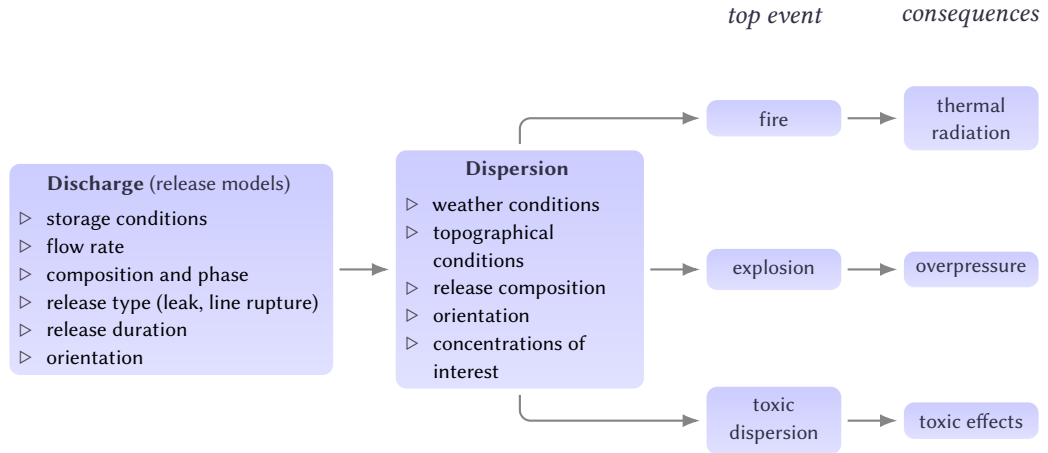 top event
consequences
Discharge (release models)
▷ storage conditions
▷ flow rate
▷ composition and phase
▷ release type (leak, line rupture)
▷ release duration
▷ orientation
Dispersion
▷ weather conditions
▷ topographical
conditions
▷ release composition
▷ orientation
▷ concentrations of
interest
fire
thermal
radiation
explosion
overpressure
toxic
dispersion
toxic effects